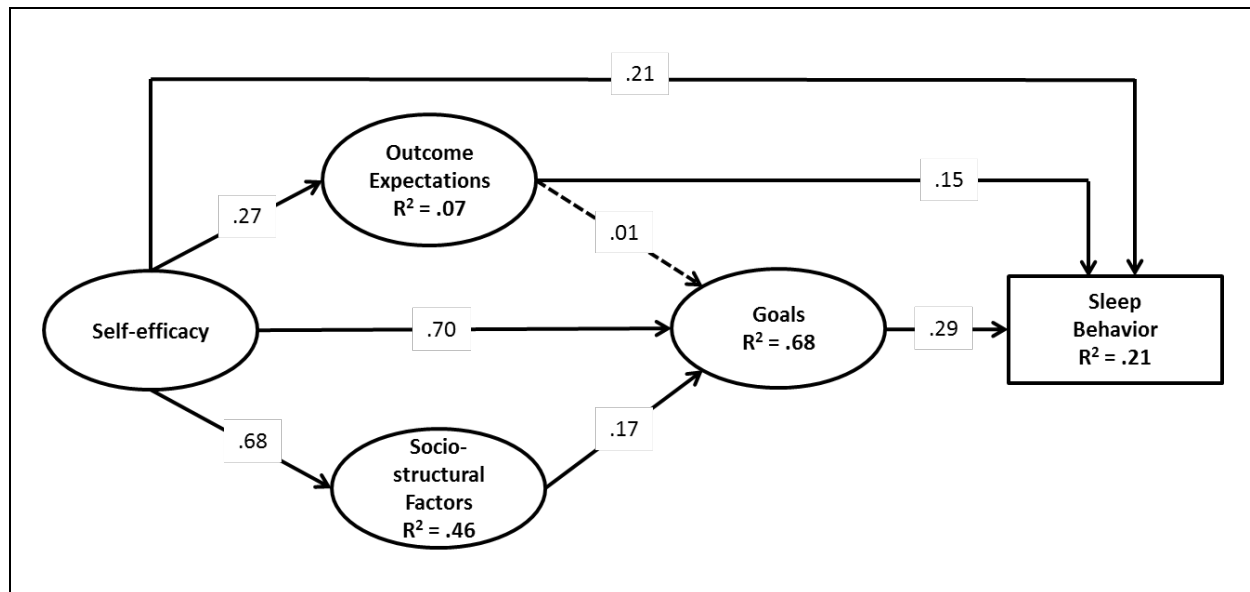 .21
Outcome
Expectations
R² = .07
.15
.27
.01
Self-efficacy
.70
Goals
R² = .68
.29
Sleep
Behavior
R² = .21
.68
.17
Socio-
structural
Factors
R² = .46